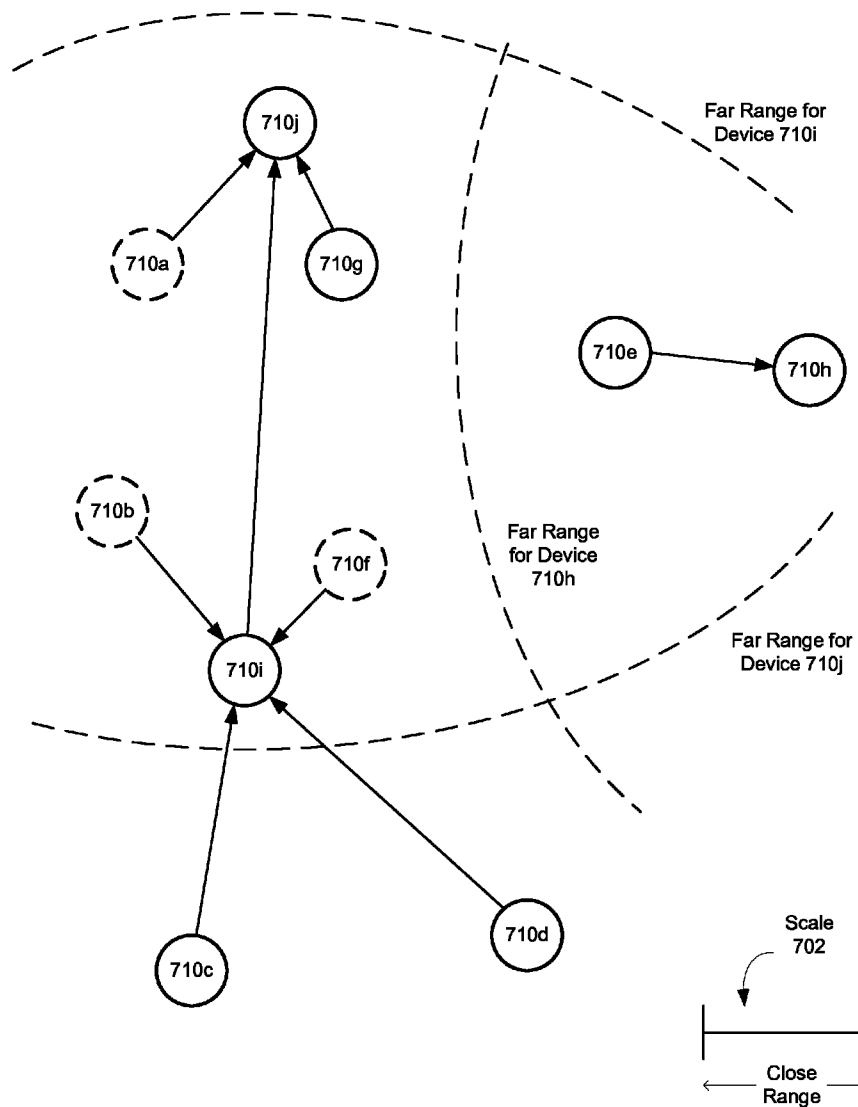 710j
Far Range for
Device 710i
710a
710g
710e
710h
710b
710f
Far Range
for Device
710h
710i
Far Range for
Device 710j
710d
710c
Scale
702
Close
Range